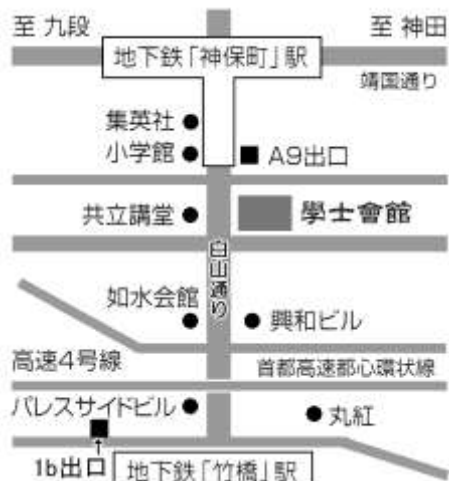 至 九段
至 神田
地下鉄「神保町」駅
靖国通り
集英社
小学館
A9出口
共立講堂
學士會館
白山通り
如水会館
興和ビル
高速4号線
首都高速都心環状線
パレスサイドビル
丸紅
1b出口
地下鉄「竹橋」駅